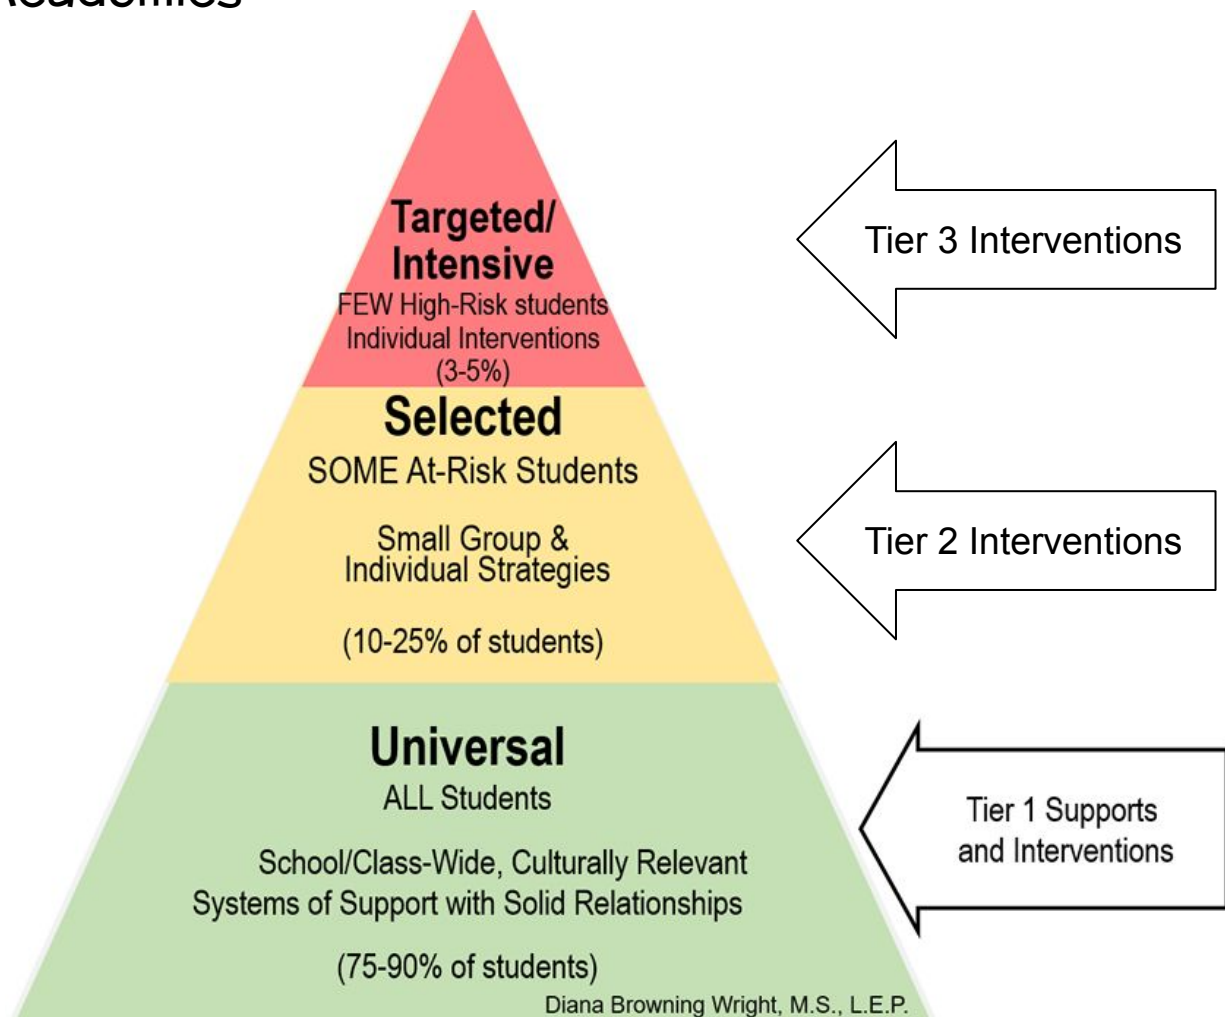 Academics
Targeted/
Intensive
FEW High-Risk students
Individual Interventions
(3-5%)
Tier 3 Interventions
Selected
SOME At-Risk Students
Small Group &
Individual Strategies
(10-25% of students)
Tier 2 Interventions
Universal
ALL Students
School/Class-Wide, Culturally Relevant
Systems of Support with Solid Relationships
(75-90% of students)
Tier 1 Supports
and Interventions
Diana Browning Wright, M.S., L.E.P.